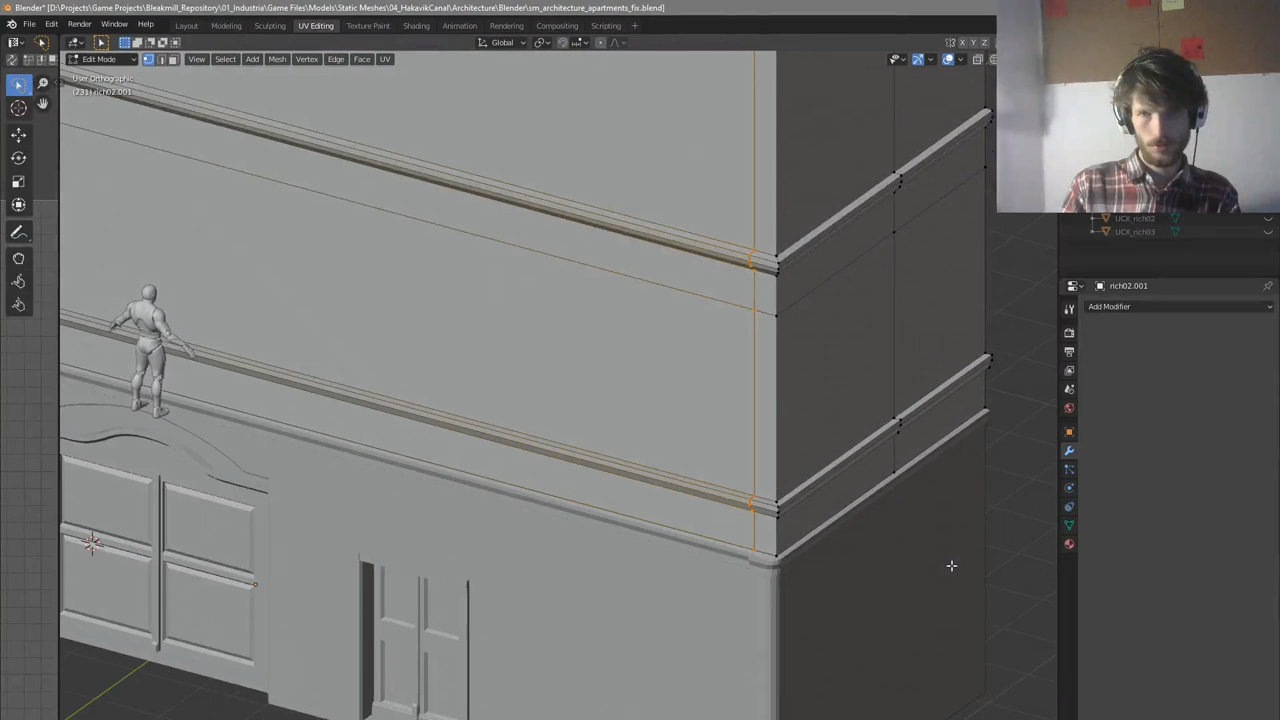 Blender* [D:\Projects\Game Projects\Bleakmill_Repository\01_Industria\Game Files\Models\Static Meshes\04_HakavikCanal\Architecture\Blender\sm_architecture_apartments_fix.blend]
File Edit Render Window Help Layout Modeling Sculpting UV Editing Texture Paint Shading Animation Rendering Compositing Scripting
Global X Y Z
Edit Mode View Select Add Mesh Vertex Edge Face UV
User Orthographic
(231) rich02.001
UCX_rich02
UCX_rich03
rich02.001
Add Modifier